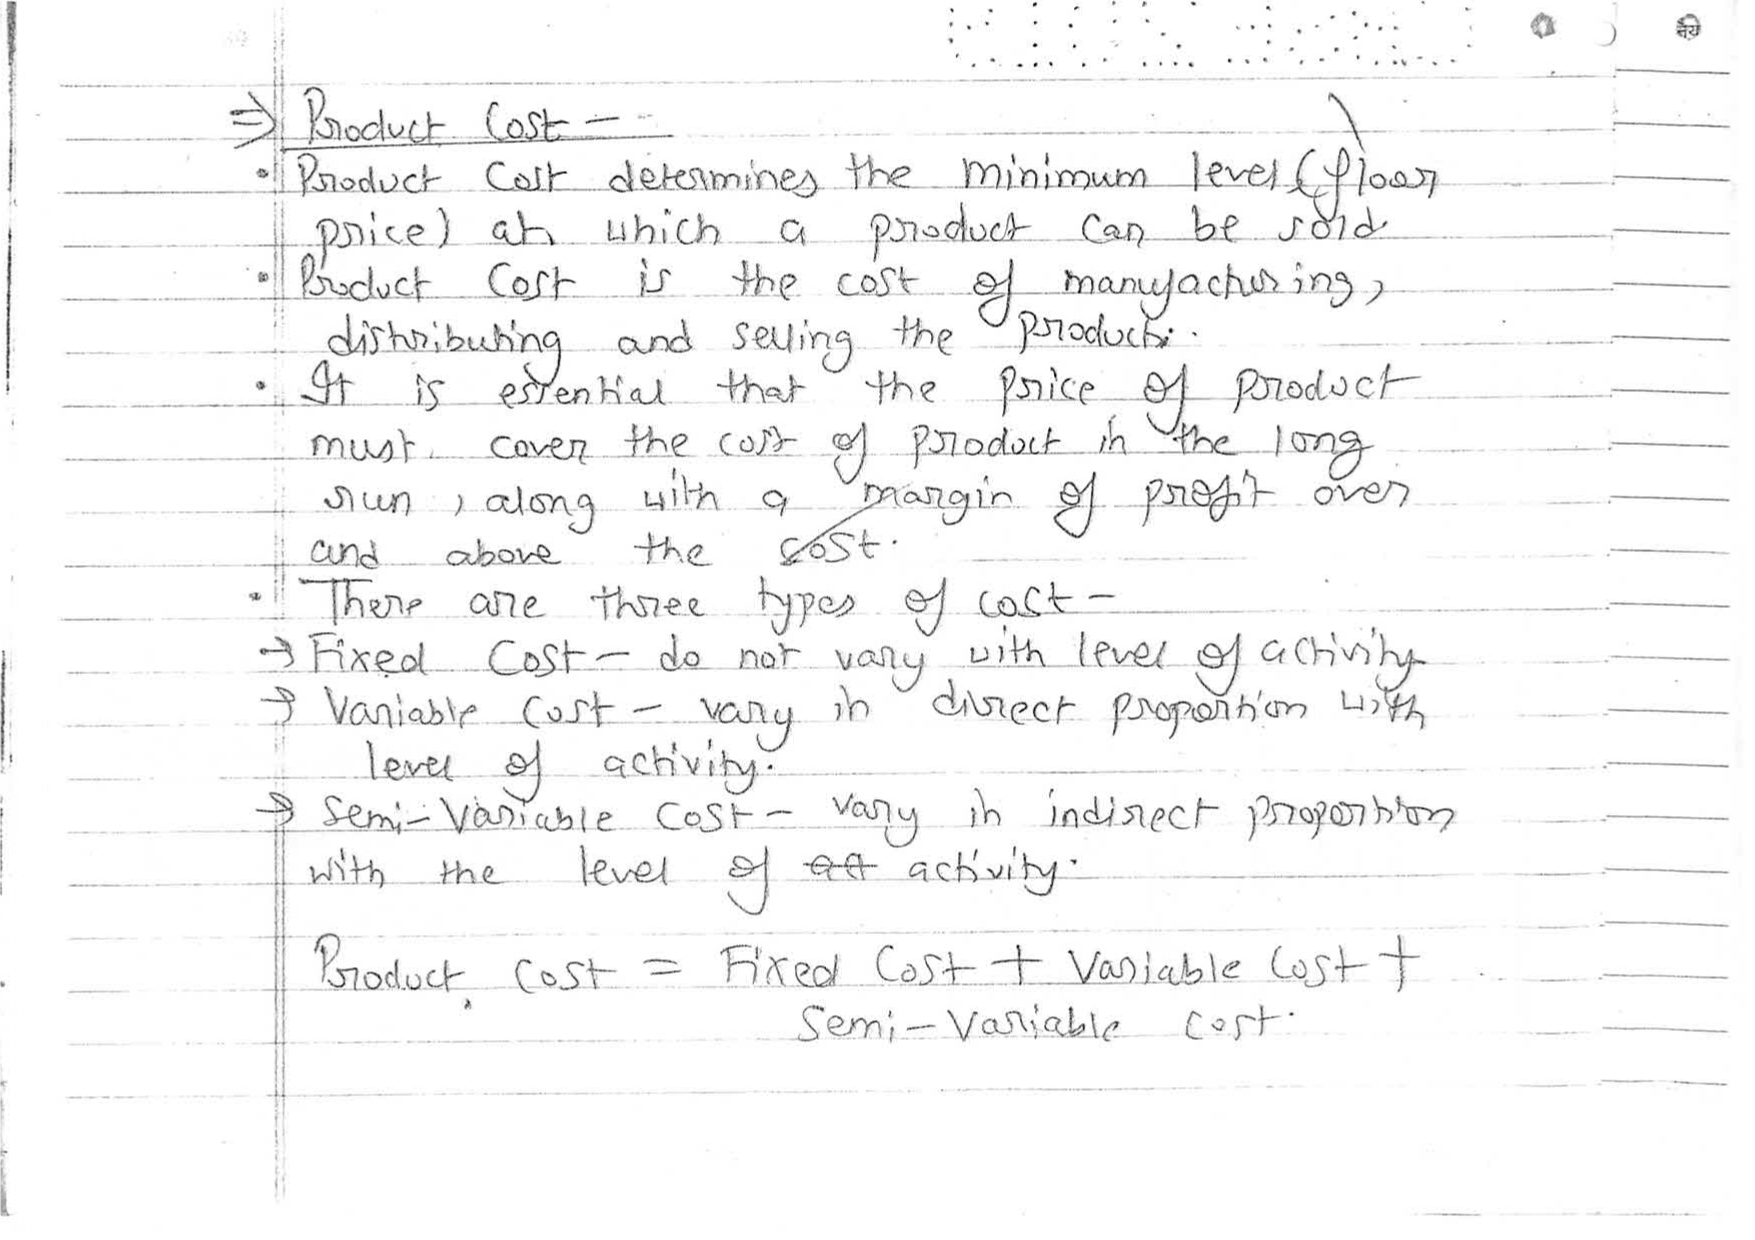 ⇒ Product Cost –
• Product Cost determines the minimum level (floor
price) at which a product can be sold
• Product Cost is the cost of manufacturing,
distributing and selling the product.
• It is essential that the price of product
must cover the cost of product in the long
run, along with a margin of profit over
and above the cost.
• There are three types of cost –
→ Fixed Cost – do not vary with level of activity
→ Variable Cost – vary in direct proportion with
level of activity.
→ Semi-Variable Cost – vary in indirect proportion
with the level of activity.
Product Cost = Fixed Cost + Variable Cost +
Semi-Variable Cost.